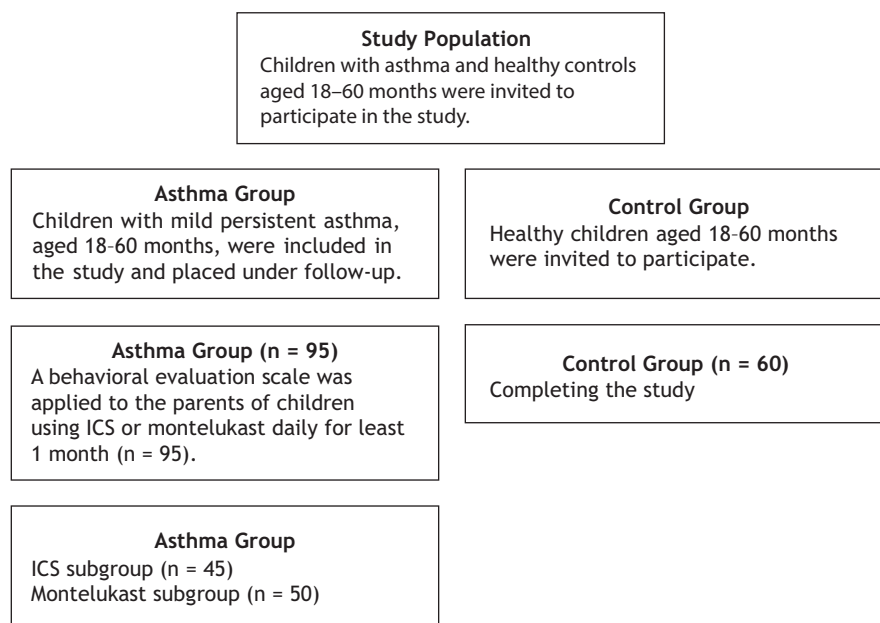 Study Population
Children with asthma and healthy controls
aged 18–60 months were invited to
participate in the study.
Asthma Group
Children with mild persistent asthma,
aged 18-60 months, were included in
the study and placed under follow-up.
Control Group
Healthy children aged 18-60 months
were invited to participate.
Asthma Group (n = 95)
A behavioral evaluation scale was
applied to the parents of children
using ICS or montelukast daily for least
1 month (n = 95).
Control Group (n = 60)
Completing the study
Asthma Group
ICS subgroup (n = 45)
Montelukast subgroup (n = 50)